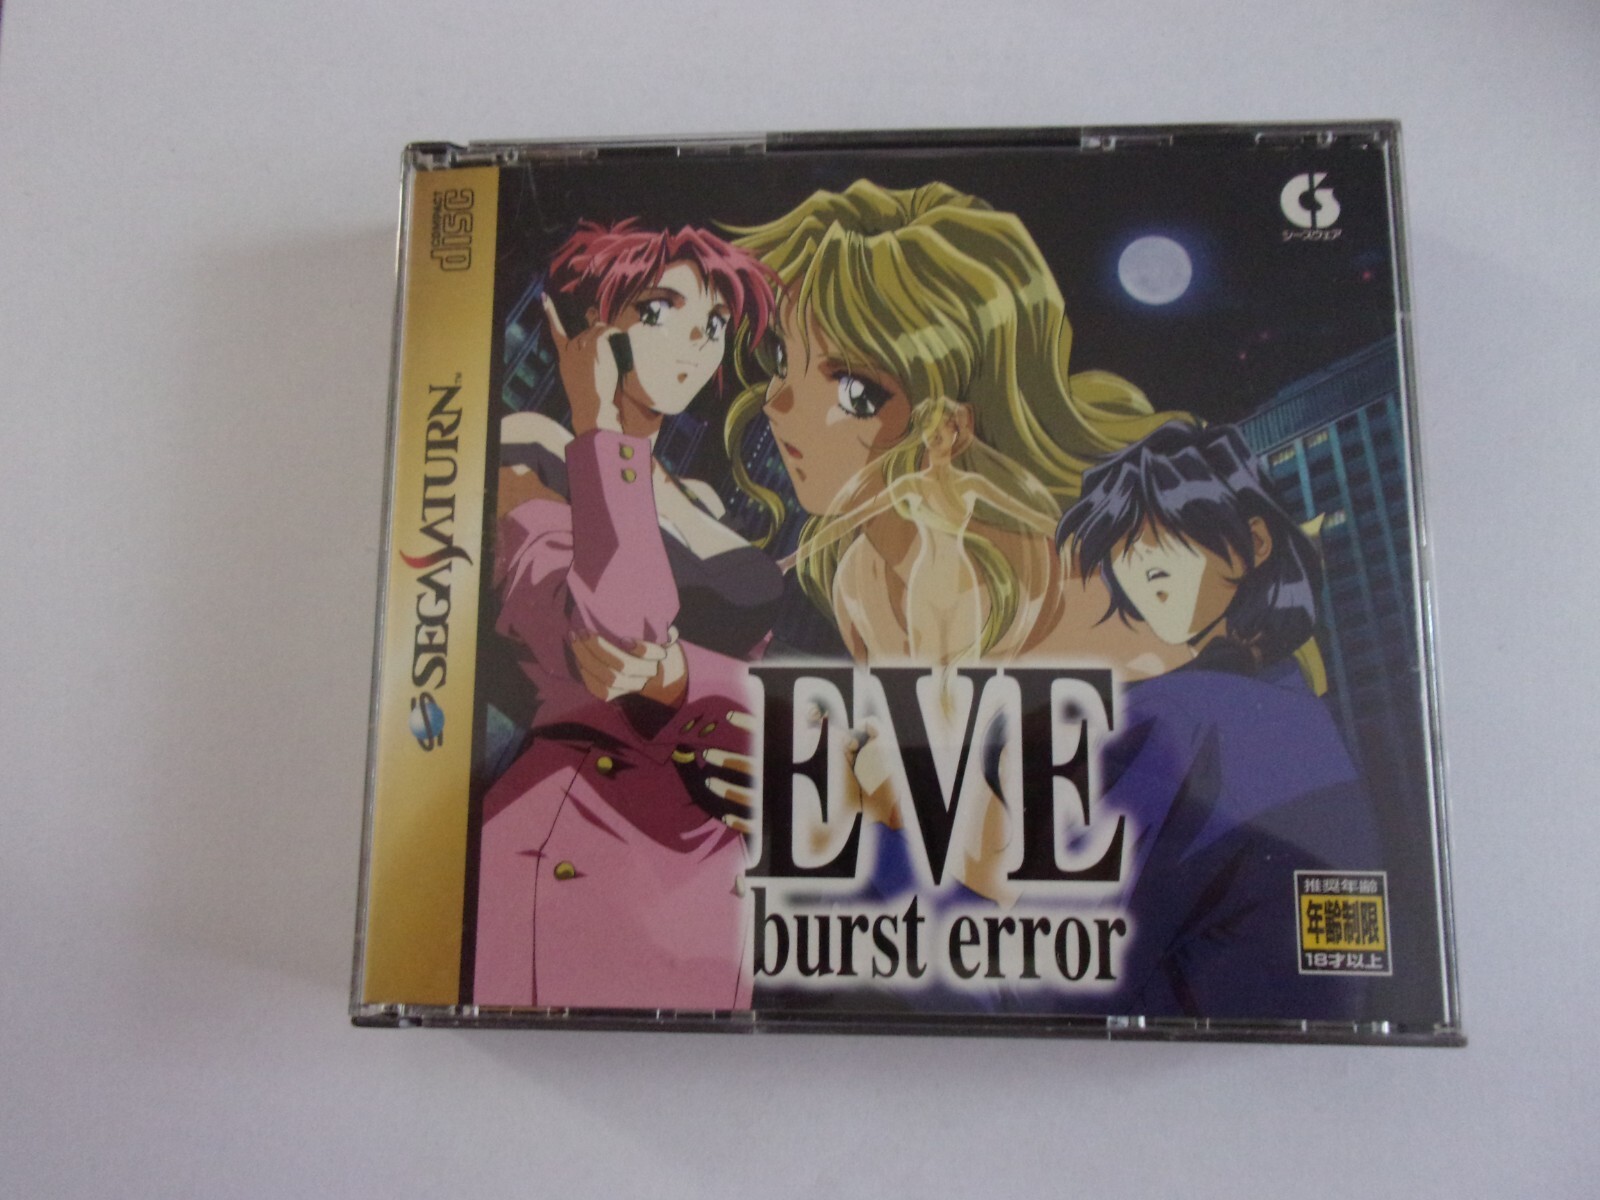 COMPACT
disc
SEGA SATURN™
シーズウェア
EVE
burst error
推奨年齢
年齢制限
18才以上